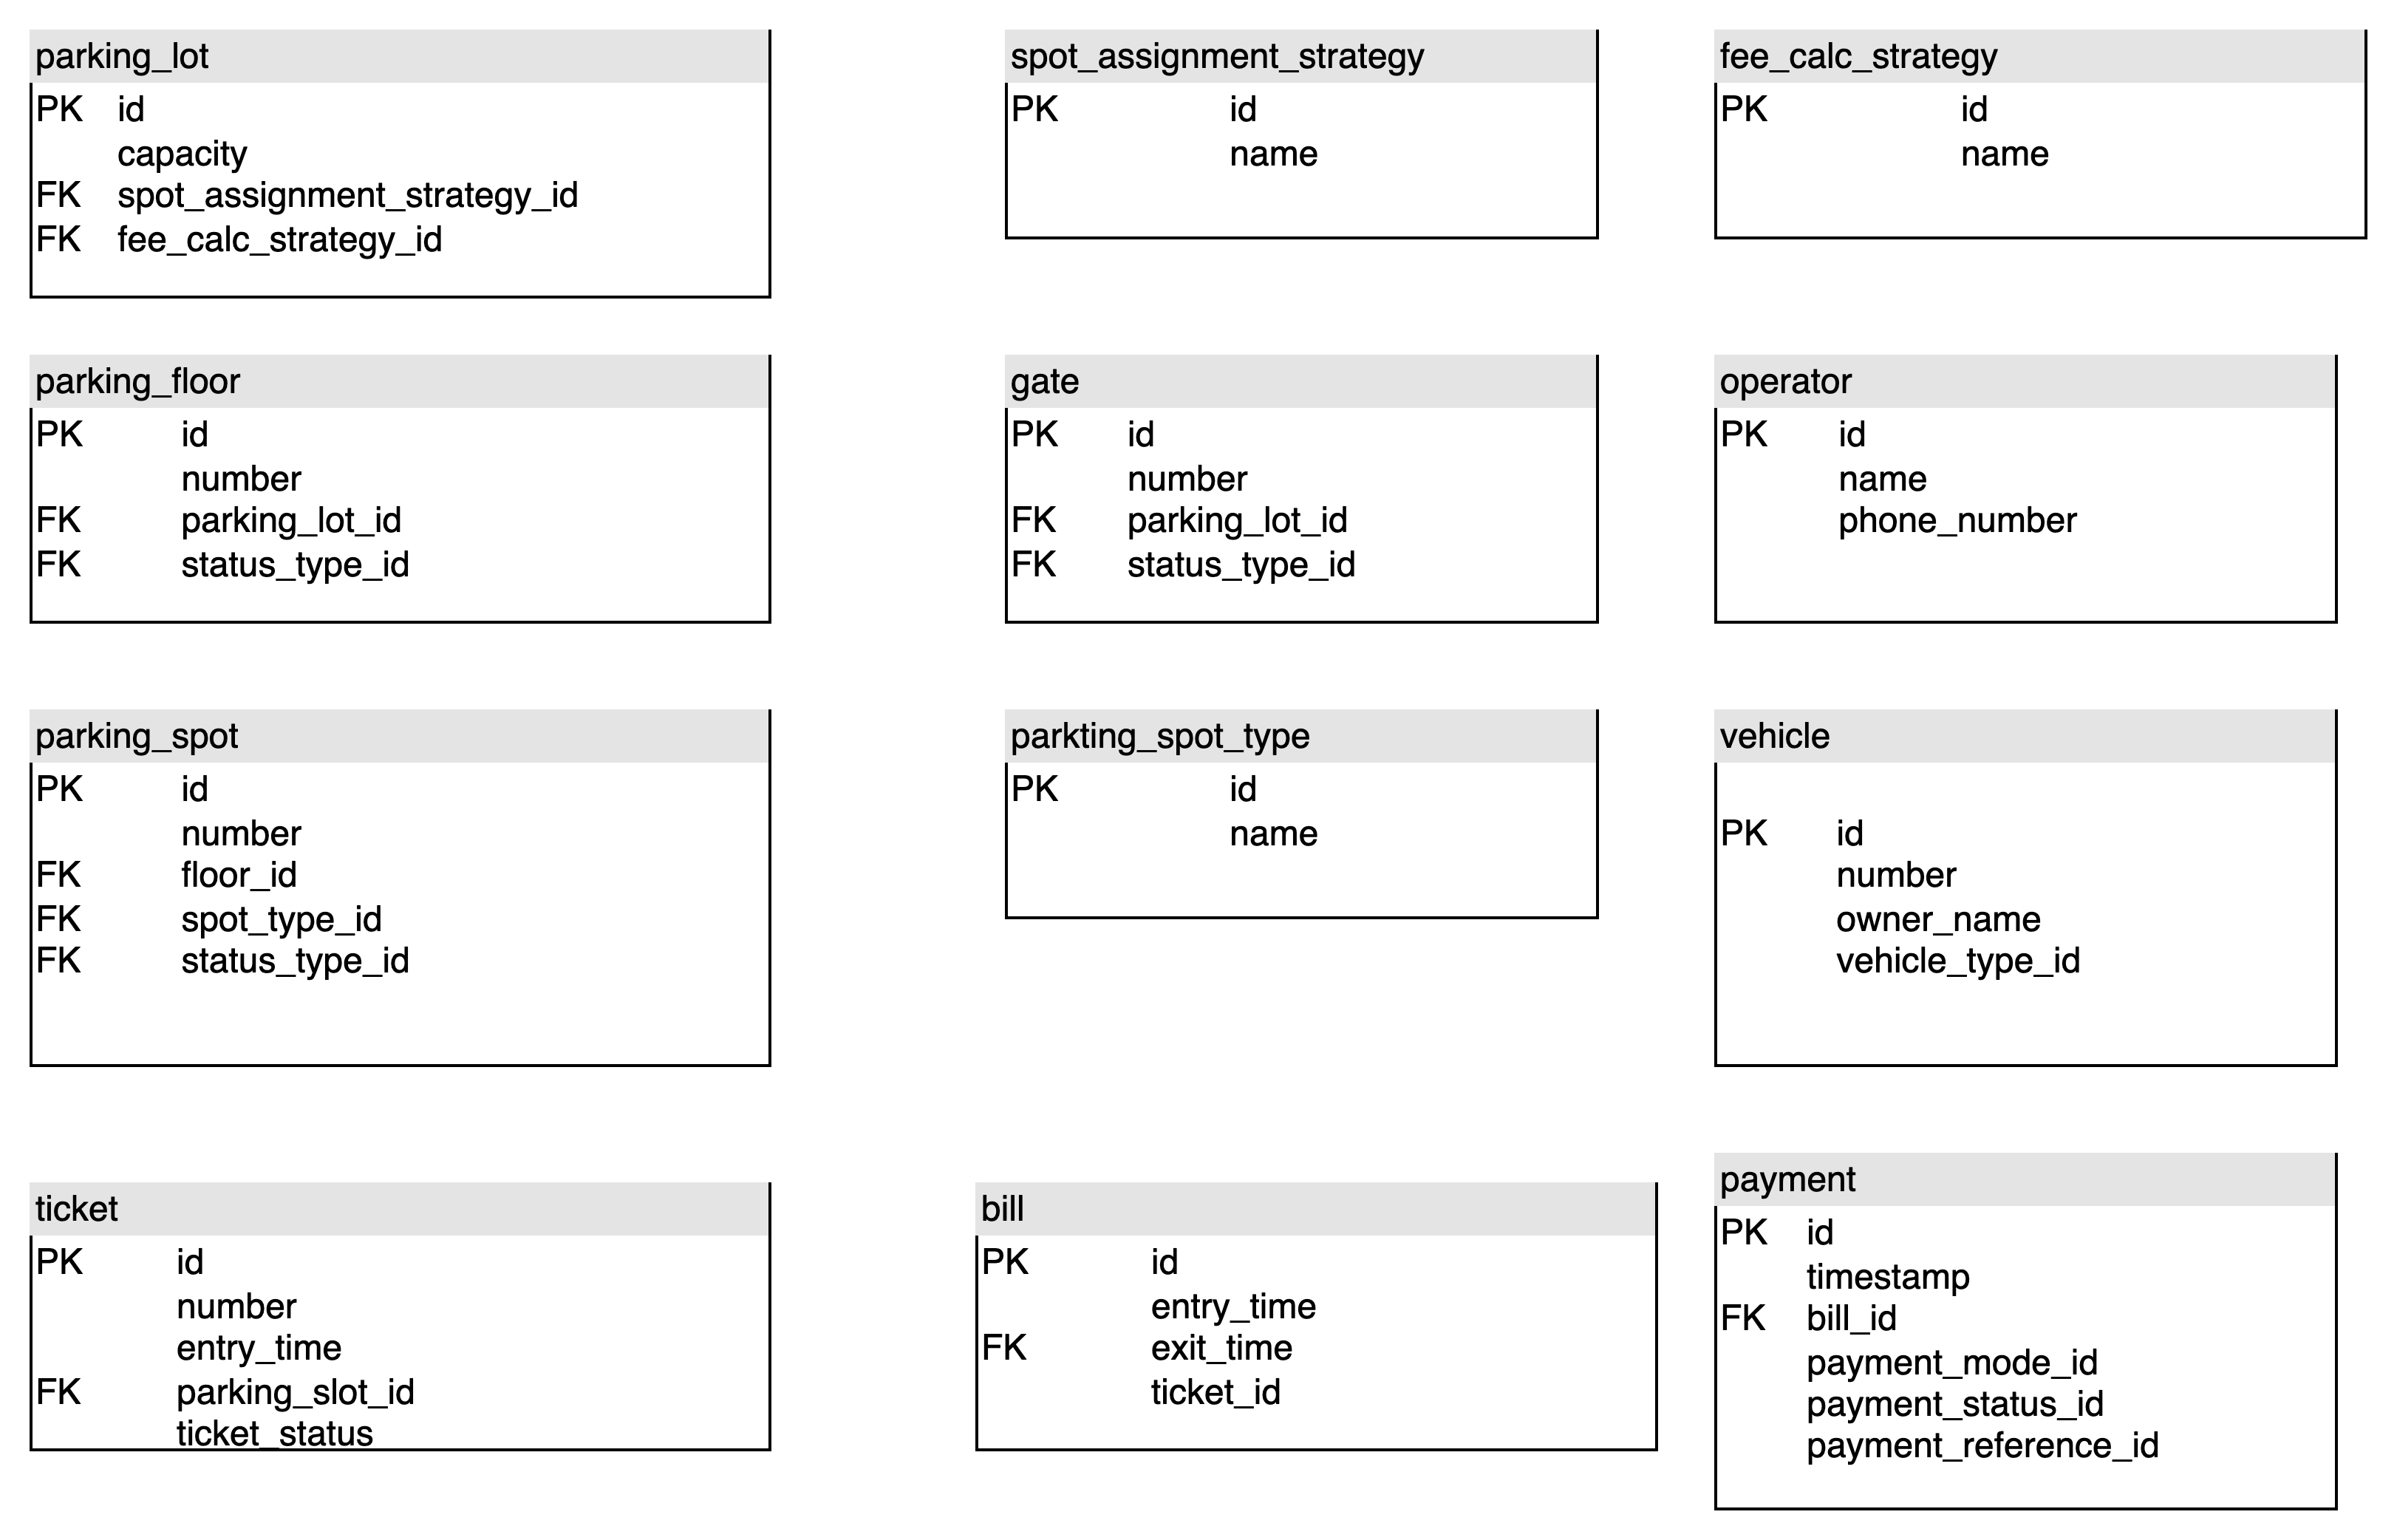 parking_lot
PK id
capacity
FK spot_assignment_strategy_id
FK fee_calc_strategy_id
spot_assignment_strategy
PK id
name
fee_calc_strategy
PK id
name
parking_floor
PK id
number
FK parking_lot_id
FK status_type_id
gate
PK id
number
FK parking_lot_id
FK status_type_id
operator
PK id
name
phone_number
parking_spot
PK id
number
FK floor_id
FK spot_type_id
FK status_type_id
parkting_spot_type
PK id
name
vehicle
PK id
number
owner_name
vehicle_type_id
ticket
PK id
number
entry_time
FK parking_slot_id
ticket_status
bill
PK id
entry_time
FK exit_time
ticket_id
payment
PK id
timestamp
FK bill_id
payment_mode_id
payment_status_id
payment_reference_id